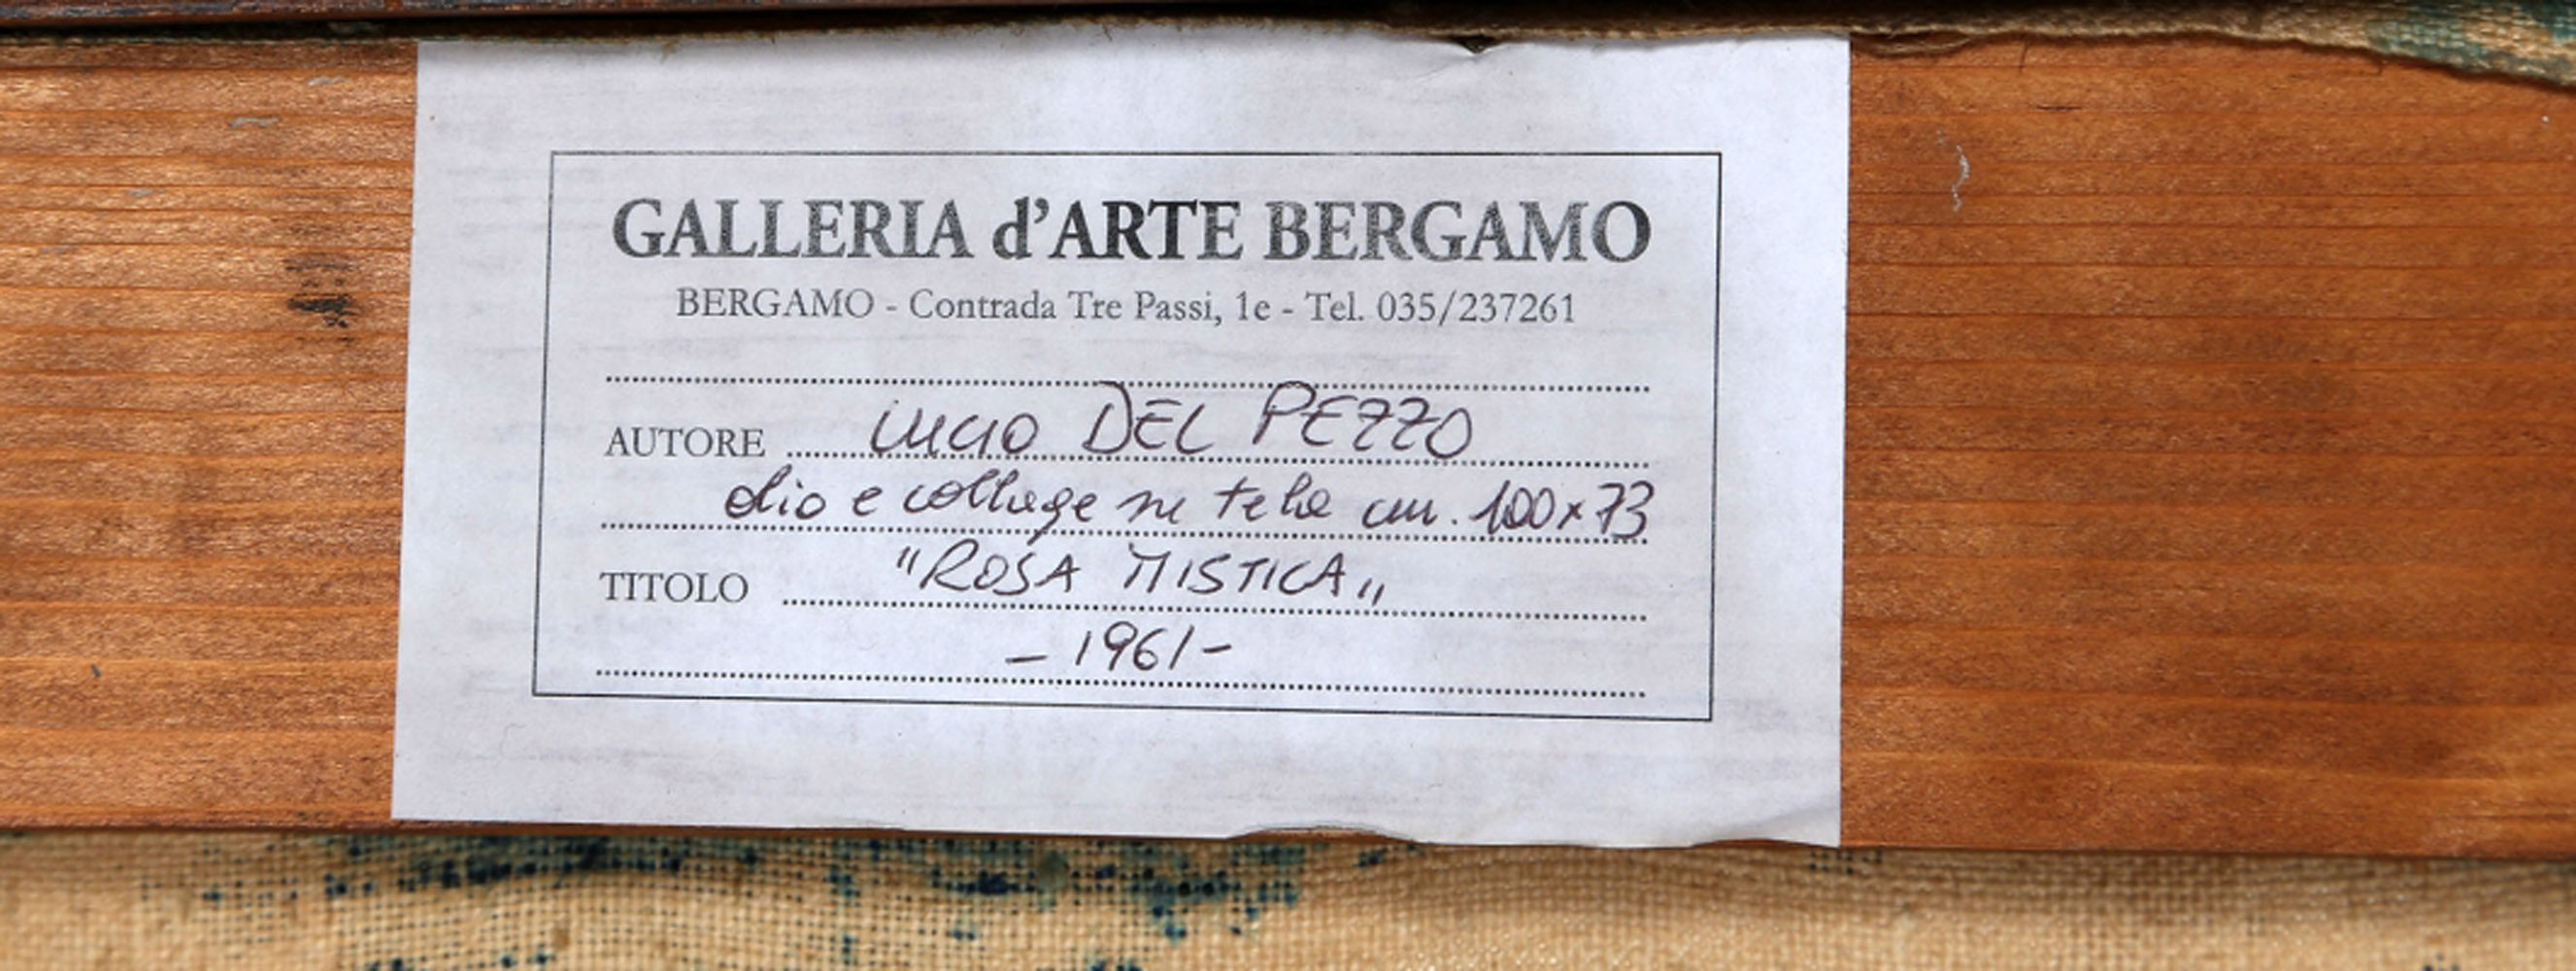 GALLERIA d'ARTE BERGAMO
BERGAMO - Contrada Tre Passi, 1e - Tel. 035/237261
AUTORE LUCIO DEL PEZZO
olio e collage su tela cm. 100x73
TITOLO "ROSA MISTICA"
- 1961 -